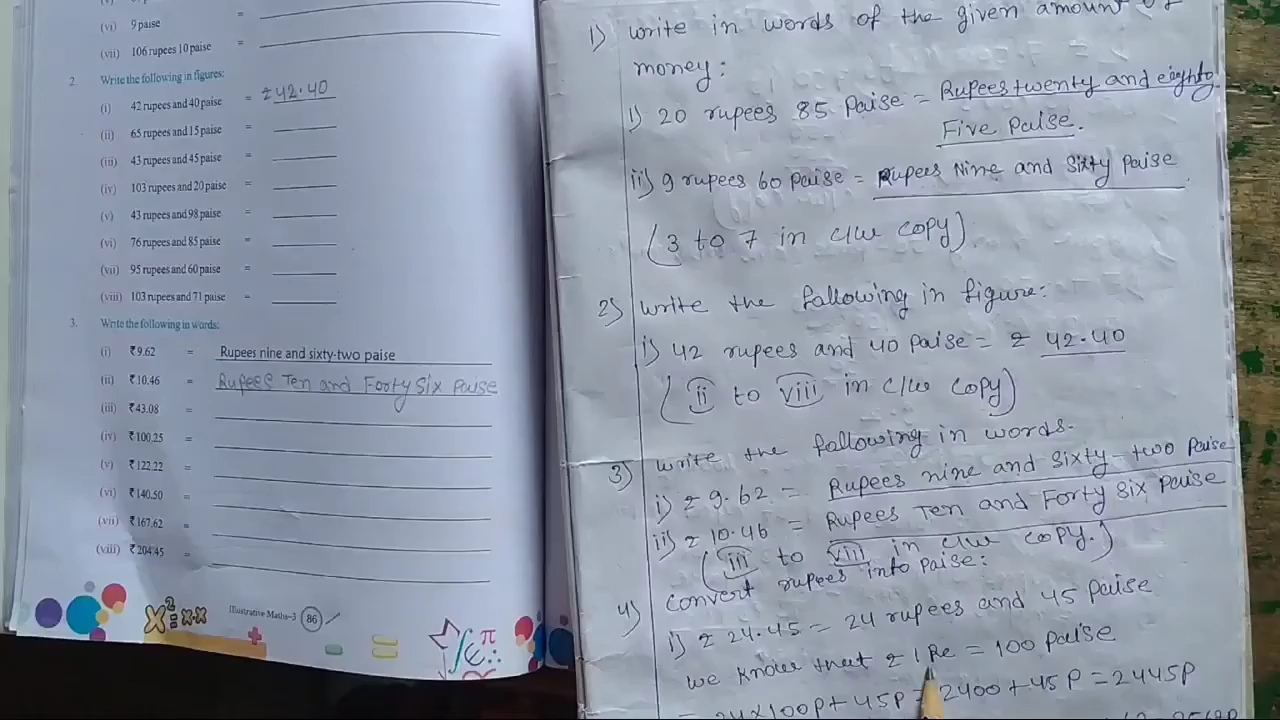 (vi) 9 paise =
(vii) 106 rupees 10 paise =
2. Write the following in figures:
(i) 42 rupees and 40 paise = ₹42.40
(ii) 65 rupees and 15 paise =
(iii) 43 rupees and 45 paise =
(iv) 103 rupees and 20 paise =
(v) 43 rupees and 98 paise =
(vi) 76 rupees and 85 paise =
(vii) 95 rupees and 60 paise =
(viii) 103 rupees and 71 paise =
3. Write the following in words:
(i) ₹9.62 = Rupees nine and sixty-two paise
(ii) ₹10.46 = Rupees Ten and Forty Six Paise
(iii) ₹43.08 =
(iv) ₹100.25 =
(v) ₹122.22 =
(vi) ₹140.50 =
(vii) ₹167.62 =
(viii) ₹204.45 =
Illustrative Maths-3 86
1) write in words of the given amount of
money:
i) 20 rupees 85 Paise = Rupees twenty and eighty
Five Paise.
ii) 9 rupees 60 paise = Rupees Nine and Sixty Paise
(3 to 7 in c/w copy)
2) write the following in figure:
i) 42 rupees and 40 Paise = ₹ 42.40
(ii to viii in c/w copy)
3) write the following in words.
i) ₹ 9.62 = Rupees nine and Sixty-two paise
ii) ₹ 10.46 = Rupees Ten and Forty Six Paise
(iii to viii in c/w copy.)
4) convert rupees into Paise:
i) ₹ 24.45 = 24 rupees and 45 Paise
we know that ₹ 1 Re = 100 Paise
= 24x100P + 45P = 2400 + 45P = 2445P